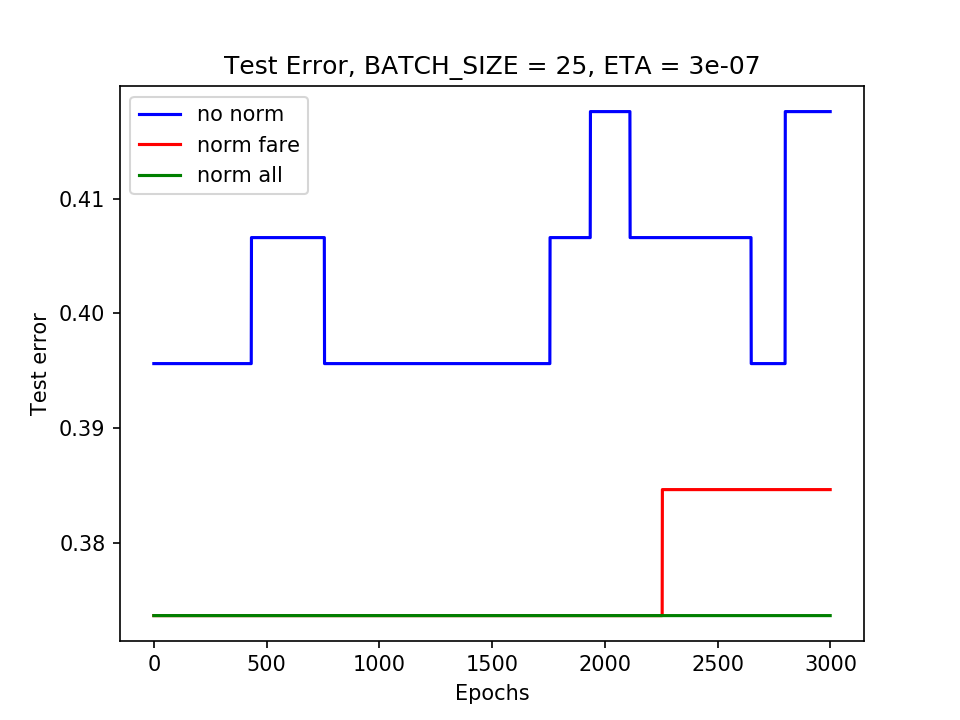 Test Error, BATCH_SIZE = 25, ETA = 3e-07
no norm
norm fare
norm all
0.41
0.40
0.39
0.38
Test error
0 500 1000 1500 2000 2500 3000
Epochs